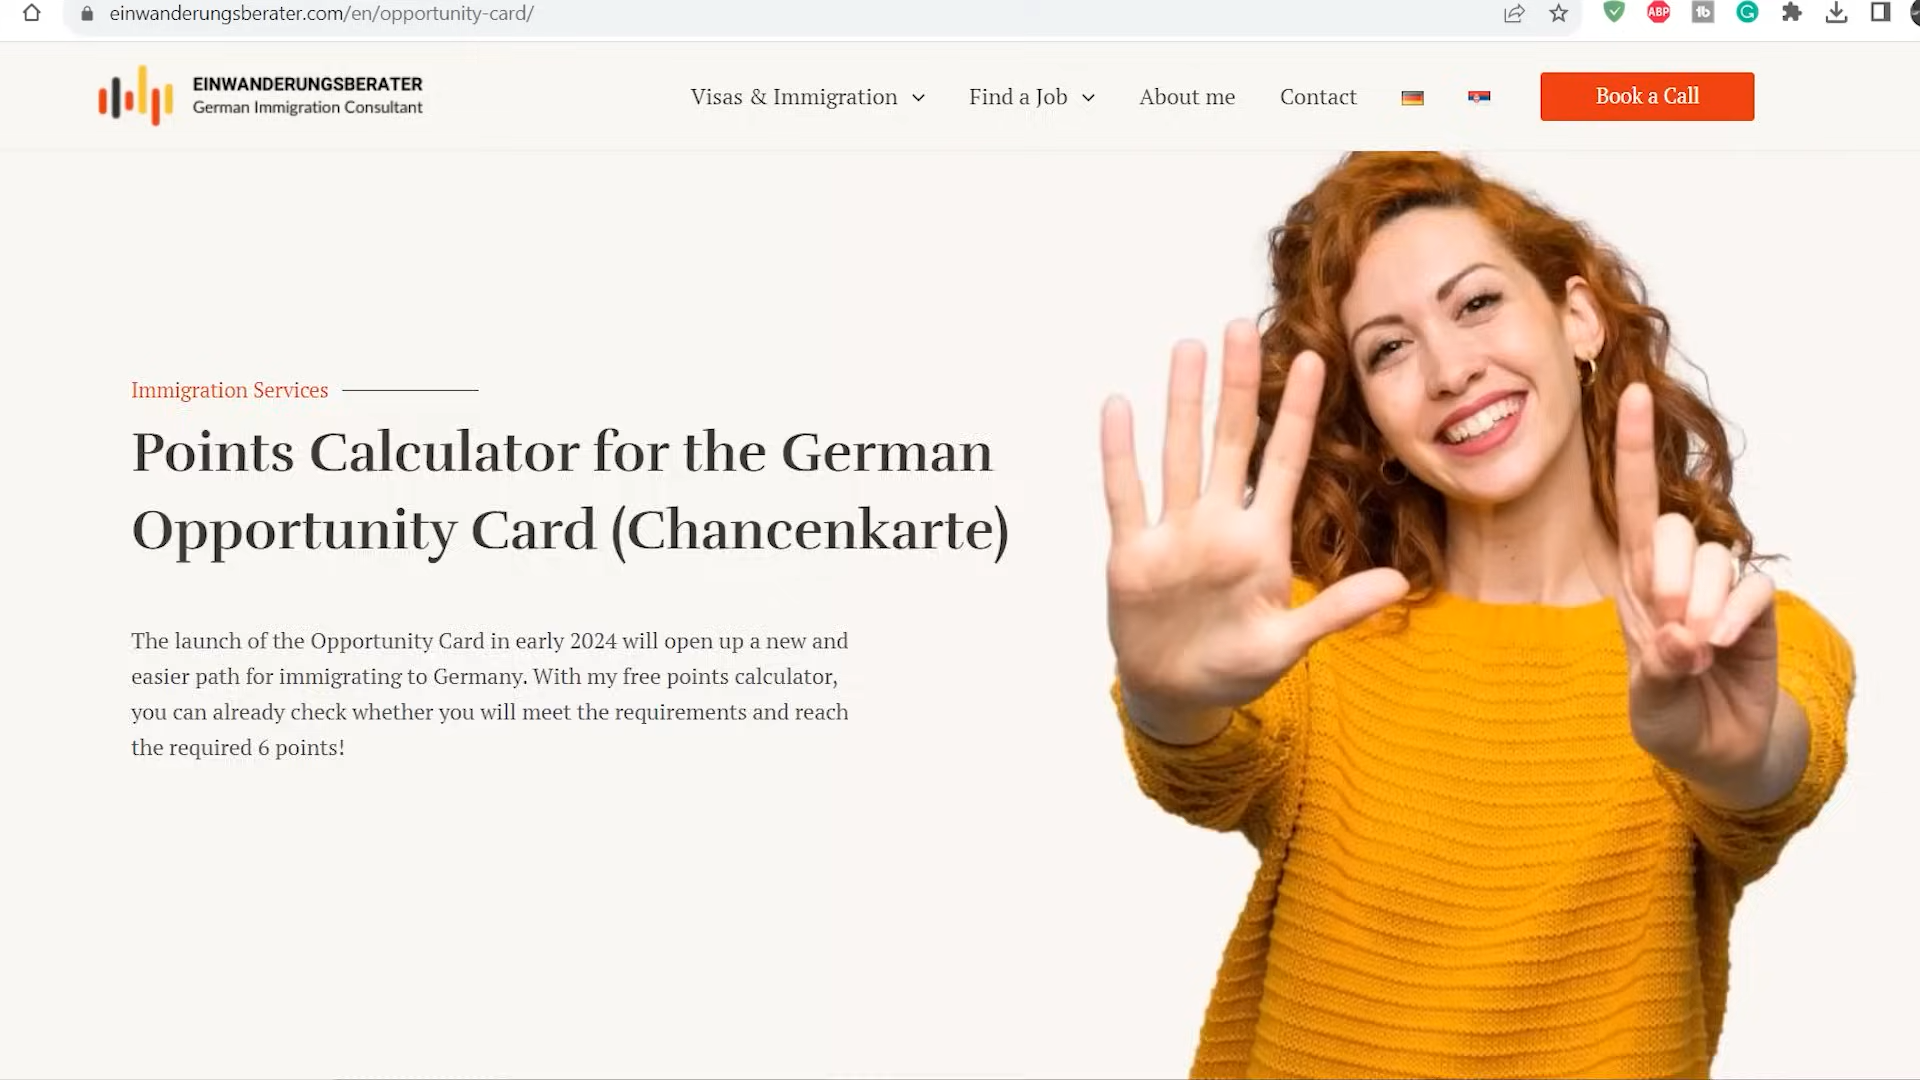 einwanderungsberater.com/en/opportunity-card/
ABP
EINWANDERUNGSBERATER
German Immigration Consultant
Visas & Immigration
Find a Job
About me
Contact
Book a Call
Immigration Services
Points Calculator for the German
Opportunity Card (Chancenkarte)
The launch of the Opportunity Card in early 2024 will open up a new and
easier path for immigrating to Germany. With my free points calculator,
you can already check whether you will meet the requirements and reach
the required 6 points!